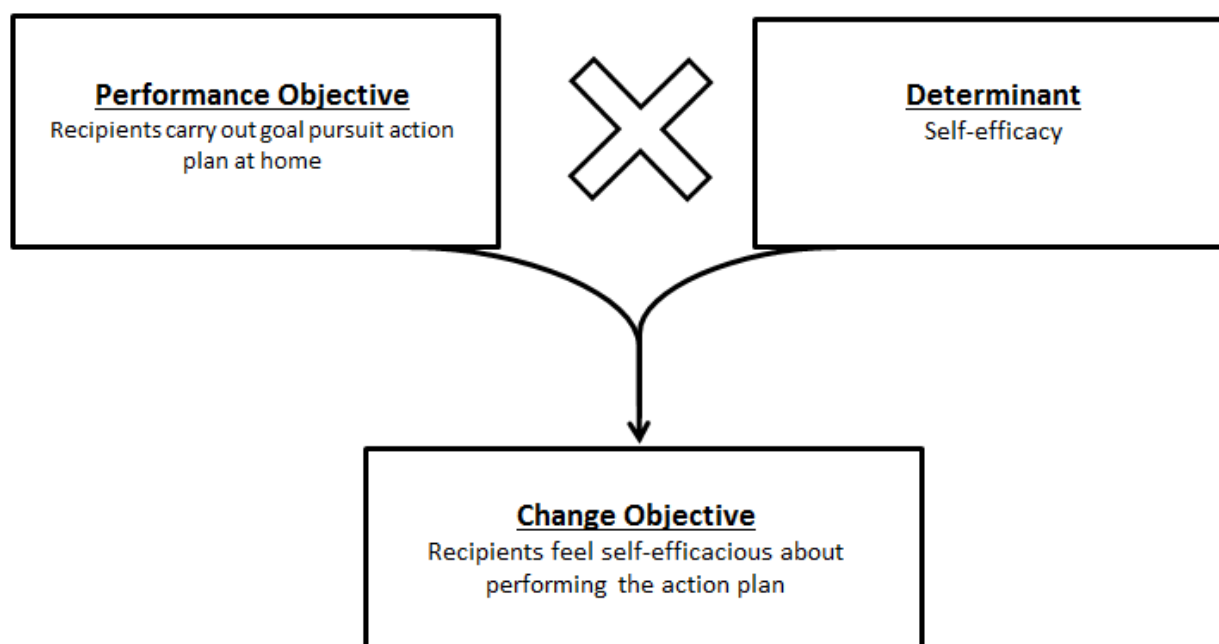 Performance Objective
Recipients carry out goal pursuit action
plan at home
Determinant
Self-efficacy
Change Objective
Recipients feel self-efficacious about
performing the action plan